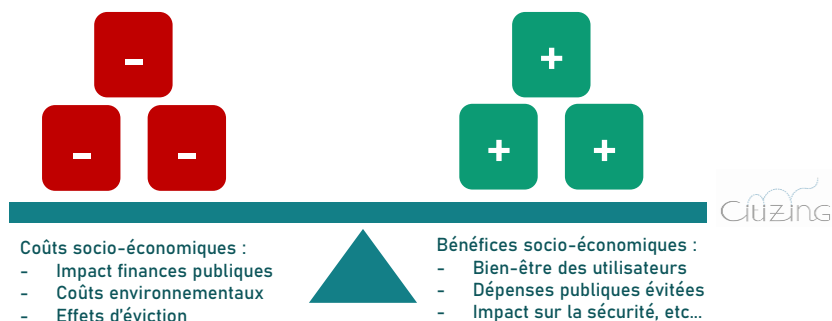 -
+
-
-
+
+
CitiZing
Coûts socio-économiques :
- Impact finances publiques
- Coûts environnementaux
- Effets d'éviction
Bénéfices socio-économiques :
- Bien-être des utilisateurs
- Dépenses publiques évitées
- Impact sur la sécurité, etc...